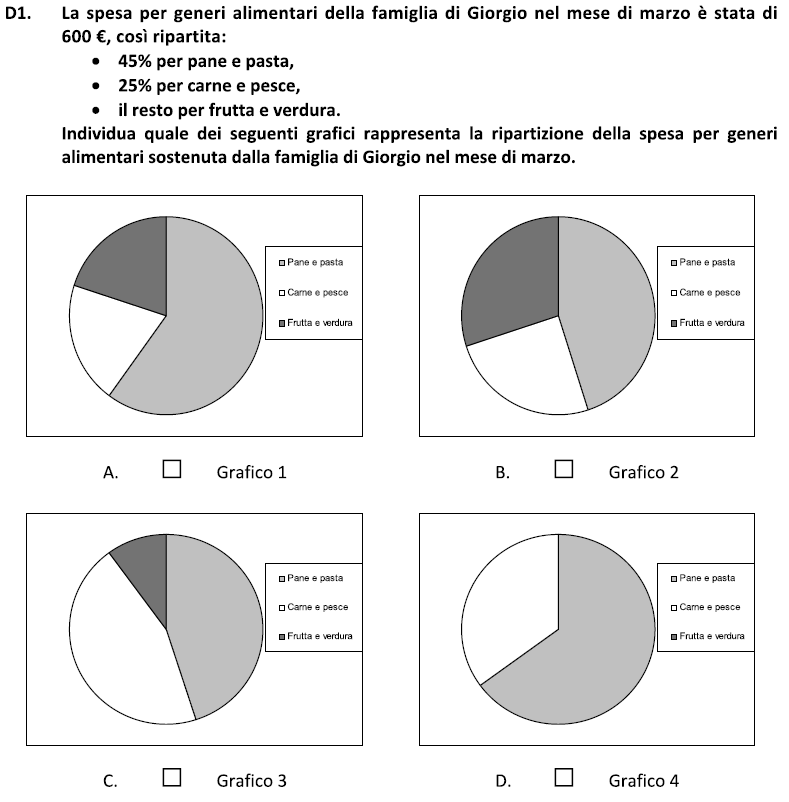 D1. La spesa per generi alimentari della famiglia di Giorgio nel mese di marzo è stata di
600 €, così ripartita:
• 45% per pane e pasta,
• 25% per carne e pesce,
• il resto per frutta e verdura.
Individua quale dei seguenti grafici rappresenta la ripartizione della spesa per generi
alimentari sostenuta dalla famiglia di Giorgio nel mese di marzo.
Pane e pasta
Carne e pesce
Frutta e verdura
Pane e pasta
Carne e pesce
Frutta e verdura
A. Grafico 1
B. Grafico 2
Pane e pasta
Carne e pesce
Frutta e verdura
Pane e pasta
Carne e pesce
Frutta e verdura
C. Grafico 3
D. Grafico 4